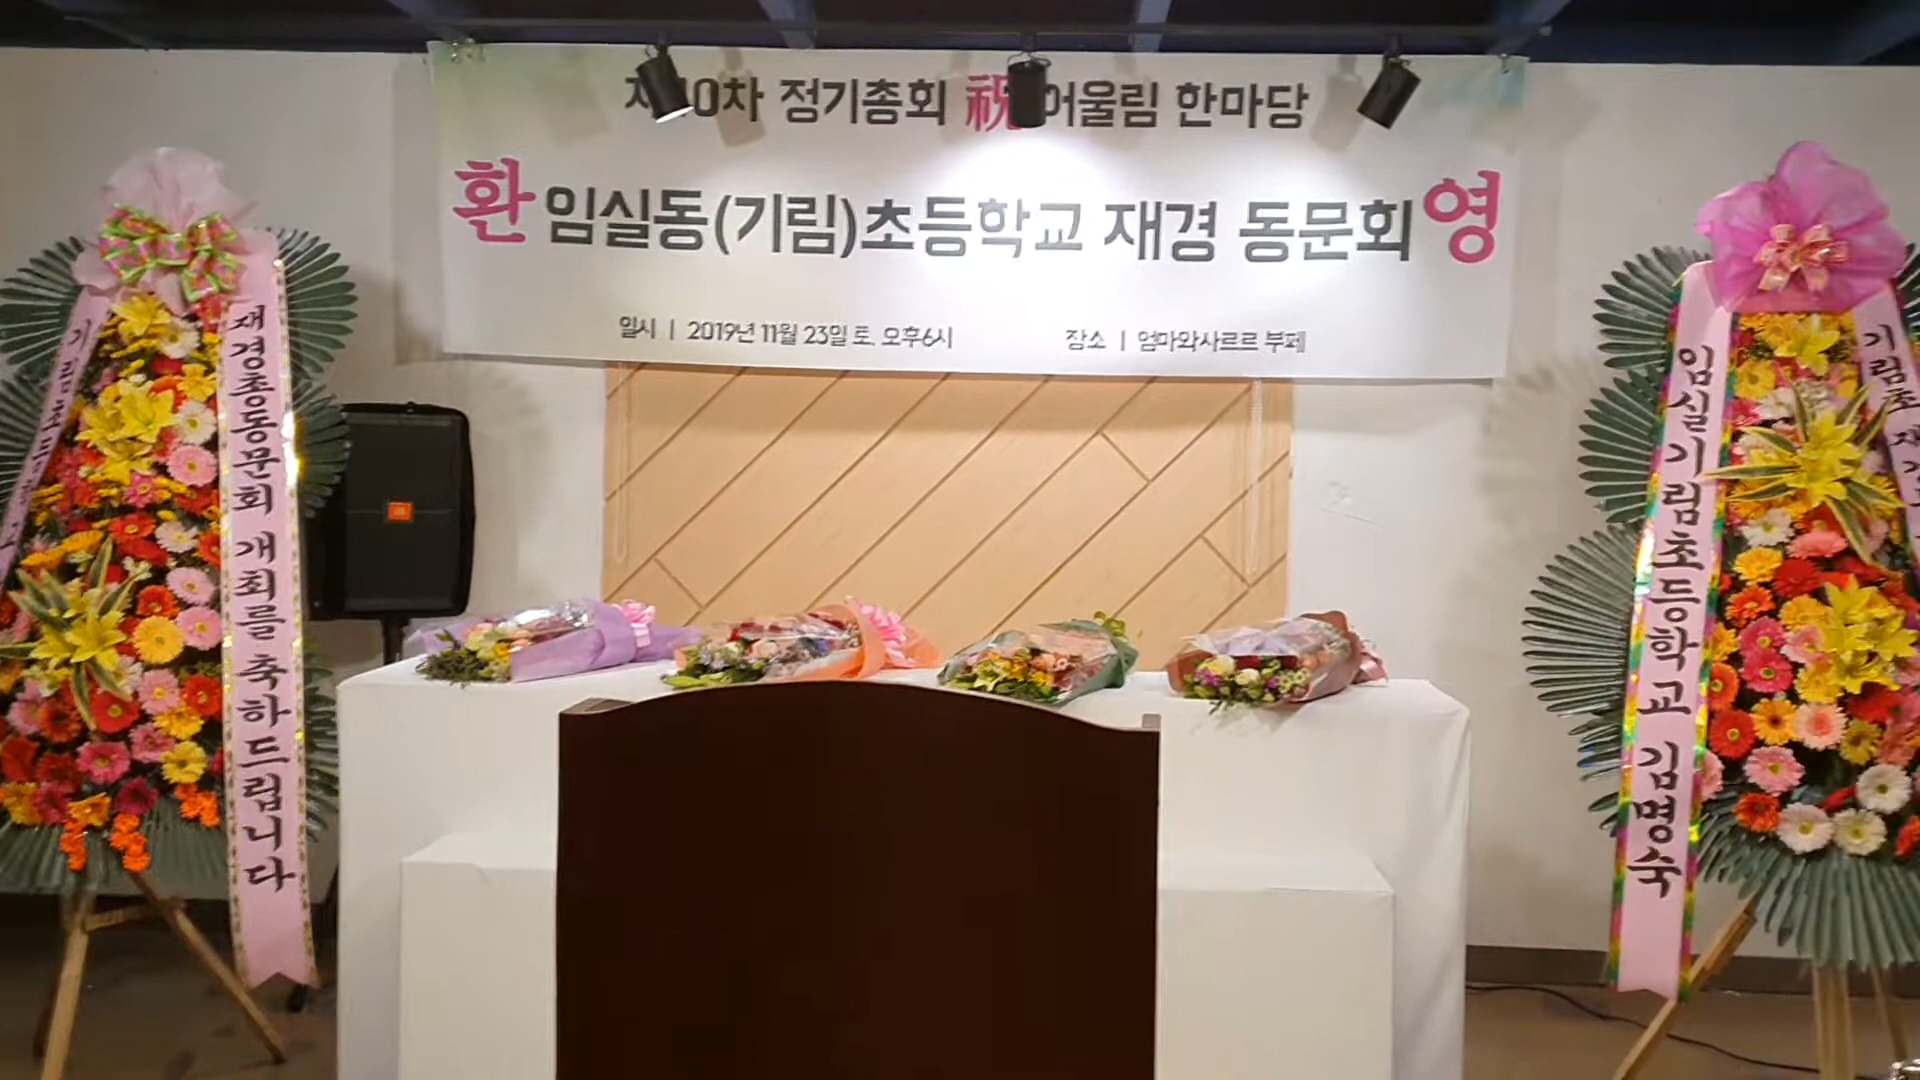 정기총회 祝 어울림 한마당
환 임실동(기림)초등학교 재경 동문회 영
일시 | 2019년 11월 23일 토. 오후6시 장소 | 엄마와사르르 부페
재경총동문회 개최를 축하드립니다
임실기림초등학교 김명숙
JBL